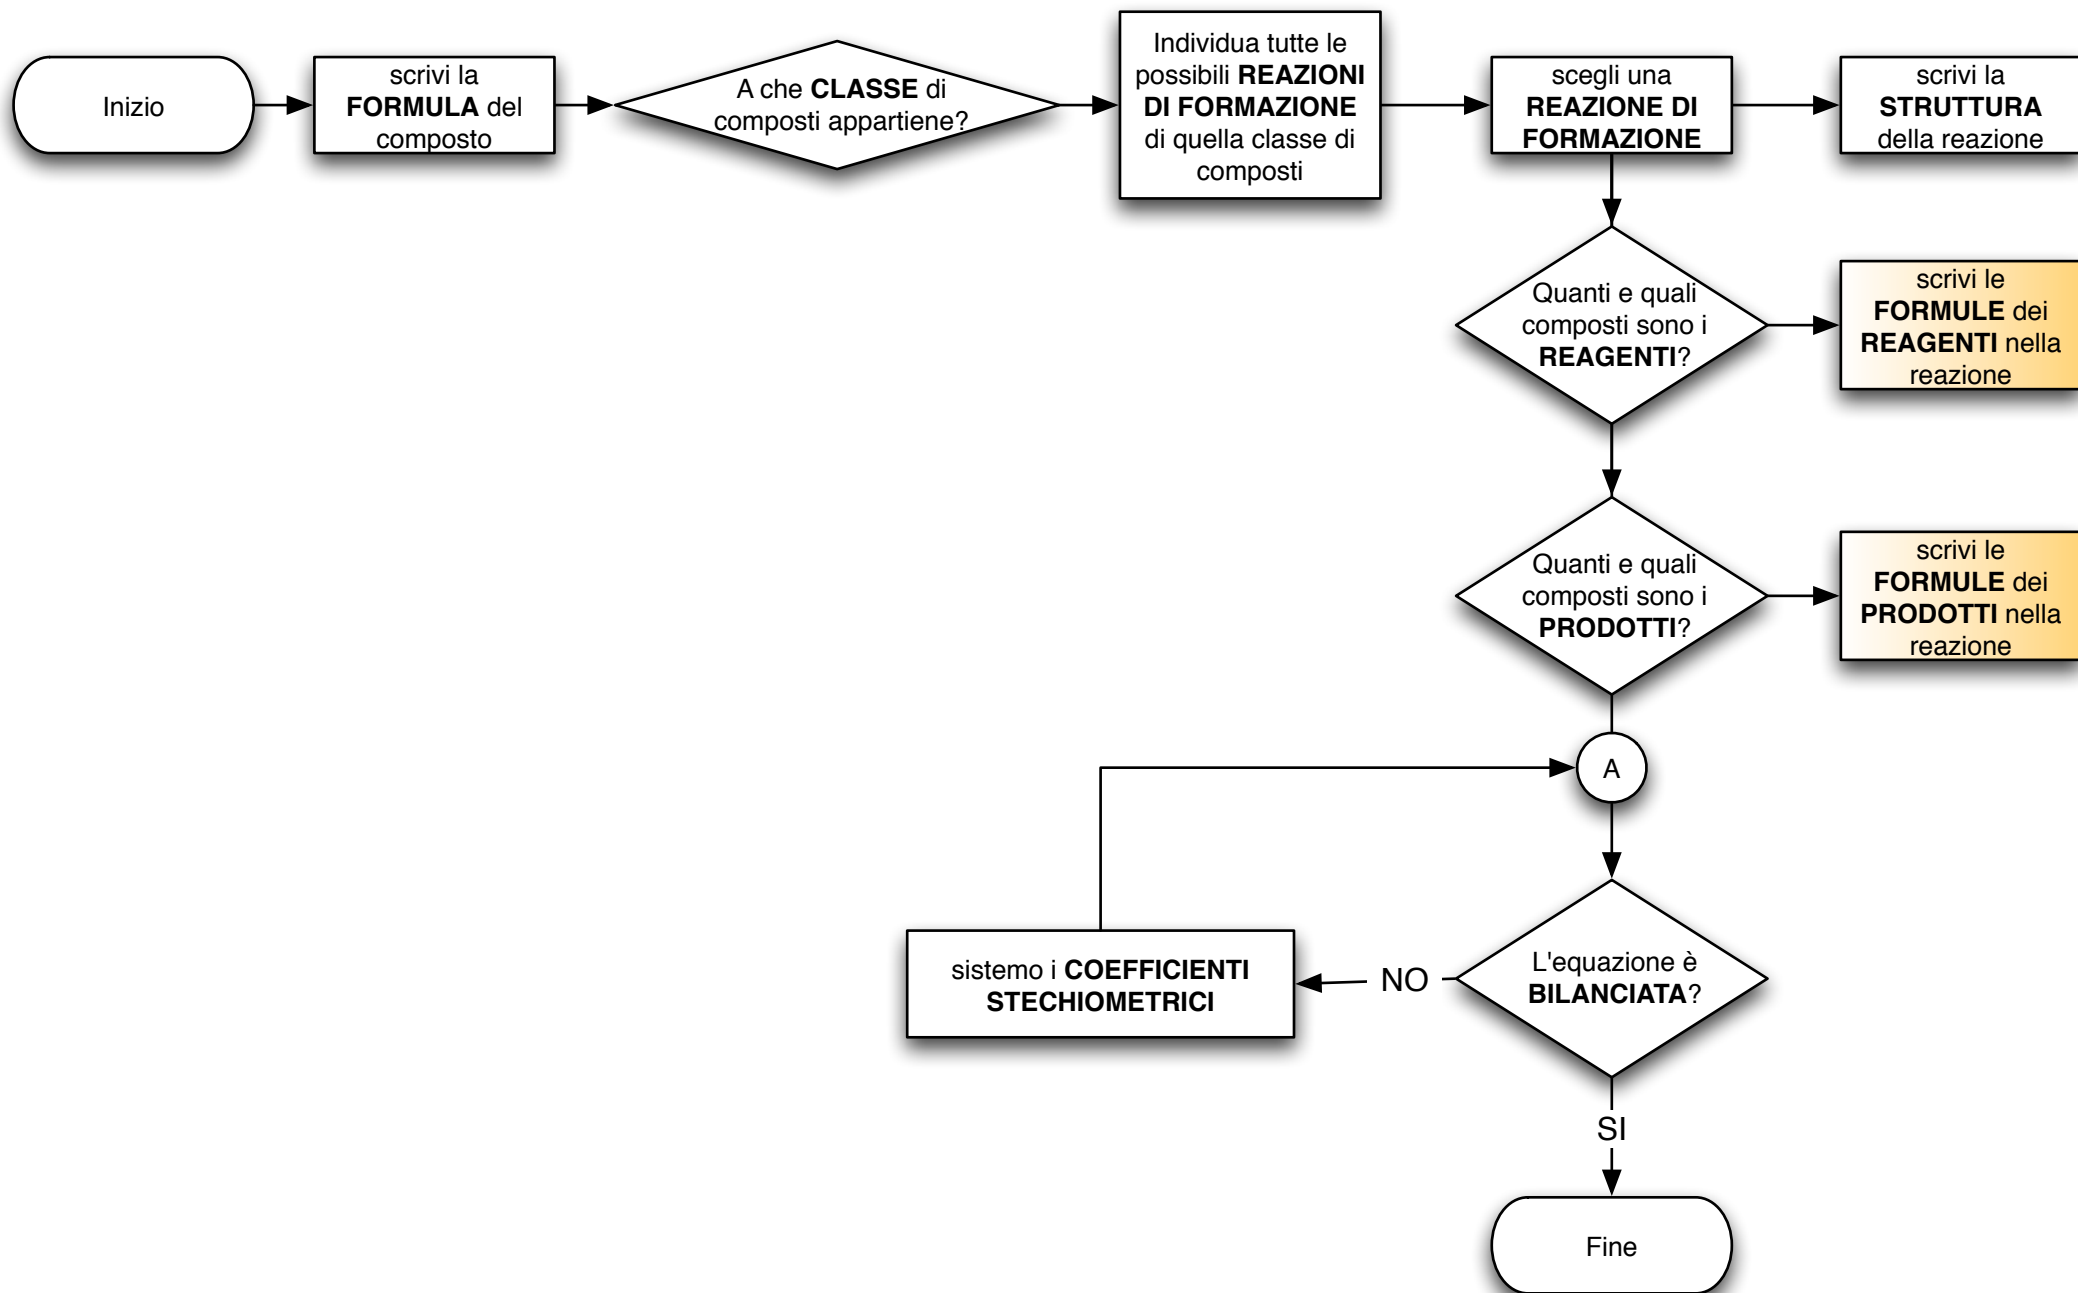 Inizio
scrivi la
FORMULA del
composto
A che CLASSE di
composti appartiene?
Individua tutte le
possibili REAZIONI
DI FORMAZIONE
di quella classe di
composti
scegli una
REAZIONE DI
FORMAZIONE
scrivi la
STRUTTURA
della reazione
Quanti e quali
composti sono i
REAGENTI?
scrivi le
FORMULE dei
REAGENTI nella
reazione
Quanti e quali
composti sono i
PRODOTTI?
scrivi le
FORMULE dei
PRODOTTI nella
reazione
A
L'equazione è
BILANCIATA?
NO
sistemo i COEFFICIENTI
STECHIOMETRICI
SI
Fine